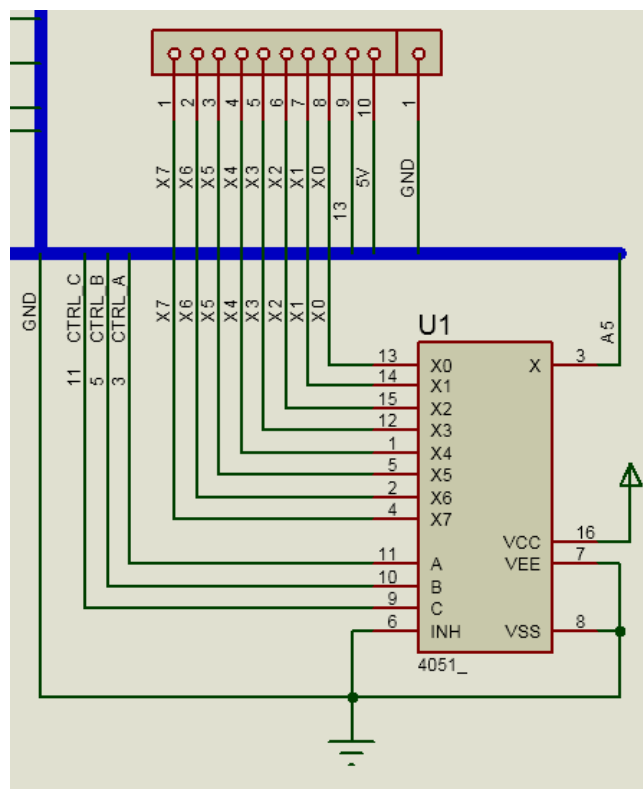 1 2 3 4 5 6 7 8 9 10 1
X7 X6 X5 X4 X3 X2 X1 X0 13 5V GND
GND 11 CTRL_C 5 CTRL_B 3 CTRL_A X7 X6 X5 X4 X3 X2 X1 X0 A5
U1
13 X0 X 3
14 X1
15 X2
12 X3
1 X4
5 X5
2 X6
4 X7
VCC 16
11 A VEE 7
10 B
9 C
6 INH VSS 8
4051_